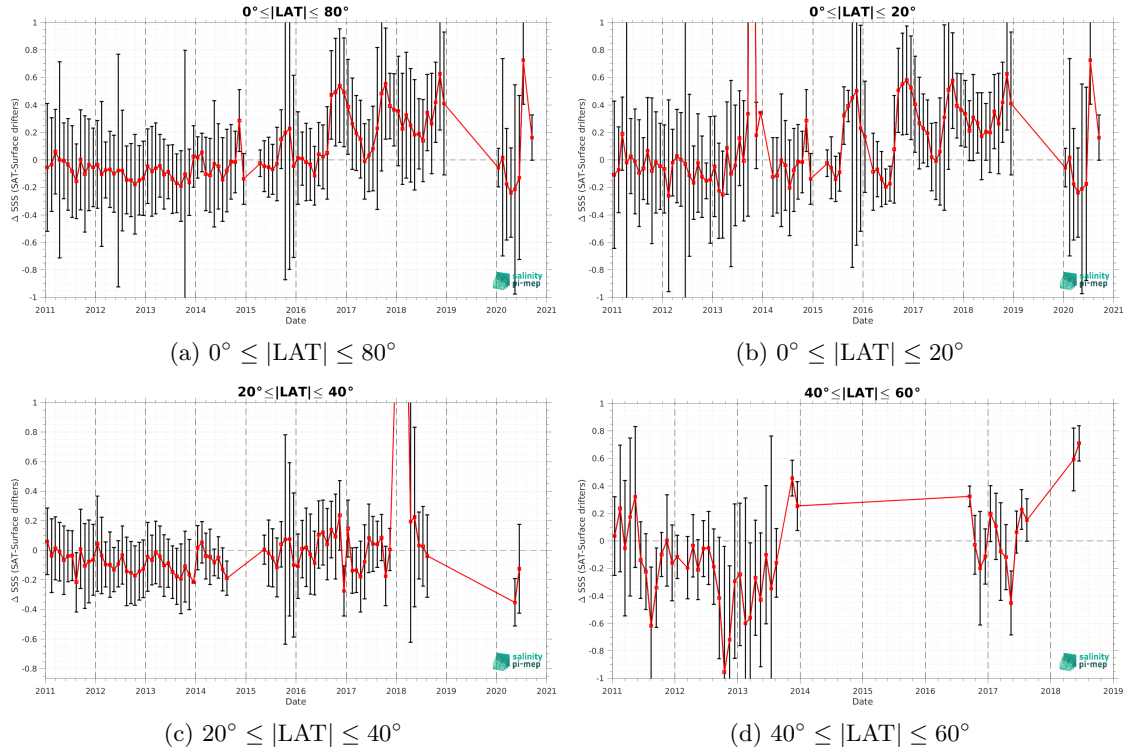 0°≤|LAT|≤ 80°
Δ SSS (SAT-Surface drifters)
1
0.8
0.6
0.4
0.2
0
-0.2
-0.4
-0.6
-0.8
-1
2011 2012 2013 2014 2015 2016 2017 2018 2019 2020 2021
Date
salinity
pi-mep
(a) 0° ≤ |LAT| ≤ 80°
0°≤|LAT|≤ 20°
Δ SSS (SAT-Surface drifters)
1
0.8
0.6
0.4
0.2
0
-0.2
-0.4
-0.6
-0.8
-1
2011 2012 2013 2014 2015 2016 2017 2018 2019 2020 2021
Date
salinity
pi-mep
(b) 0° ≤ |LAT| ≤ 20°
20°≤|LAT|≤ 40°
Δ SSS (SAT-Surface drifters)
1
0.8
0.6
0.4
0.2
0
-0.2
-0.4
-0.6
-0.8
2011 2012 2013 2014 2015 2016 2017 2018 2019 2020 2021
Date
salinity
pi-mep
(c) 20° ≤ |LAT| ≤ 40°
40°≤|LAT|≤ 60°
Δ SSS (SAT-Surface drifters)
1
0.8
0.6
0.4
0.2
0
-0.2
-0.4
-0.6
-0.8
-1
2011 2012 2013 2014 2015 2016 2017 2018 2019
Date
salinity
pi-mep
(d) 40° ≤ |LAT| ≤ 60°